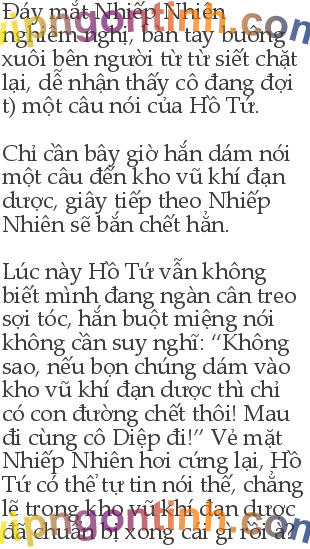 Đáy mắt Nhiếp Nhiên
nghiêm nghị, bàn tay buông
xuôi bên người từ từ siết chặt
lại, dễ nhận thấy cô đang đợi
t) một câu nói của Hồ Tứ.
Chỉ cần bây giờ hắn dám nói
một câu đến kho vũ khí đạn
dược, giây tiếp theo Nhiếp
Nhiên sẽ bắn chết hắn.
Lúc này Hồ Tứ vẫn không
biết mình đang ngàn cân treo
sợi tóc, hắn buột miệng nói
không cần suy nghĩ: “Không
sao, nếu bọn chúng dám vào
kho vũ khí đạn dược thì chỉ
có con đường chết thôi! Mau
đi cùng cô Diệp đi!” Vẻ mặt
Nhiếp Nhiên hơi cứng lại, Hồ
Tứ có thể tự tin nói thế, chẳng
lẽ trong kho vũ khí đạn dược
đã chuẩn bị xong cái gì rồi à?
vipngontinh.com
vipngontinh.com